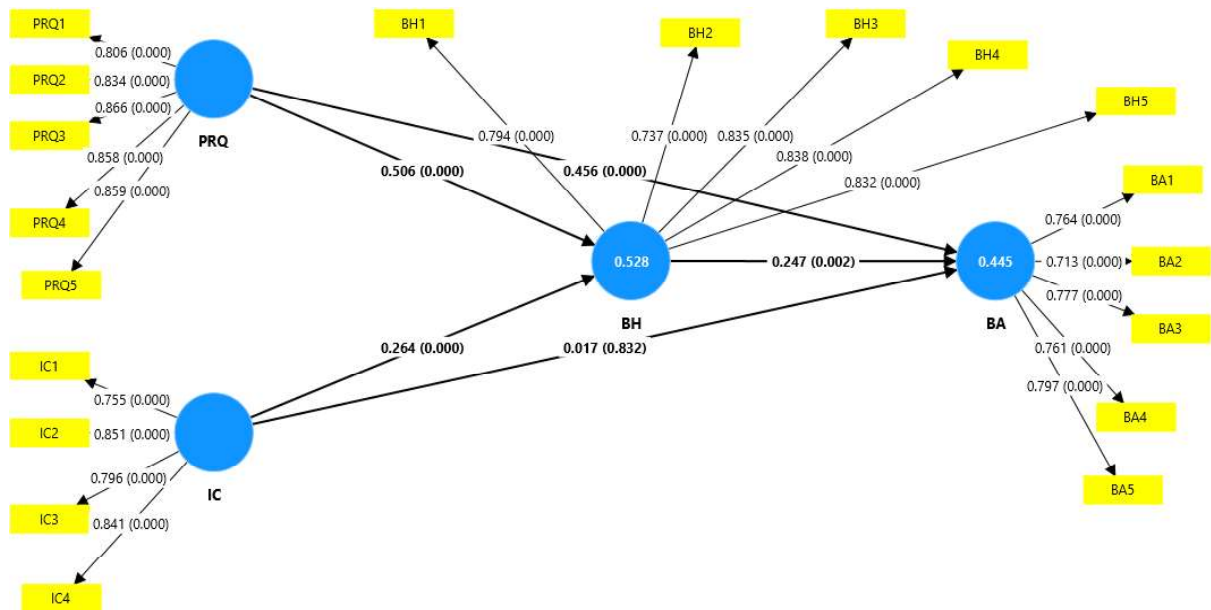 PRQ1
0.806 (0.000)
PRQ2
0.834 (0.000)
PRQ3
0.866 (0.000)
0.858 (0.000)
0.859 (0.000)
PRQ4
PRQ5
PRQ
BH1
BH2
BH3
BH4
BH5
0.794 (0.000)
0.737 (0.000)
0.835 (0.000)
0.838 (0.000)
0.832 (0.000)
0.506 (0.000)
0.456 (0.000)
0.528
BH
0.247 (0.002)
0.445
BA
BA1
0.764 (0.000)
0.713 (0.000)
BA2
0.777 (0.000)
BA3
0.761 (0.000)
0.797 (0.000)
BA4
BA5
0.264 (0.000)
0.017 (0.832)
IC1
0.755 (0.000)
IC2
0.851 (0.000)
0.796 (0.000)
IC3
0.841 (0.000)
IC4
IC